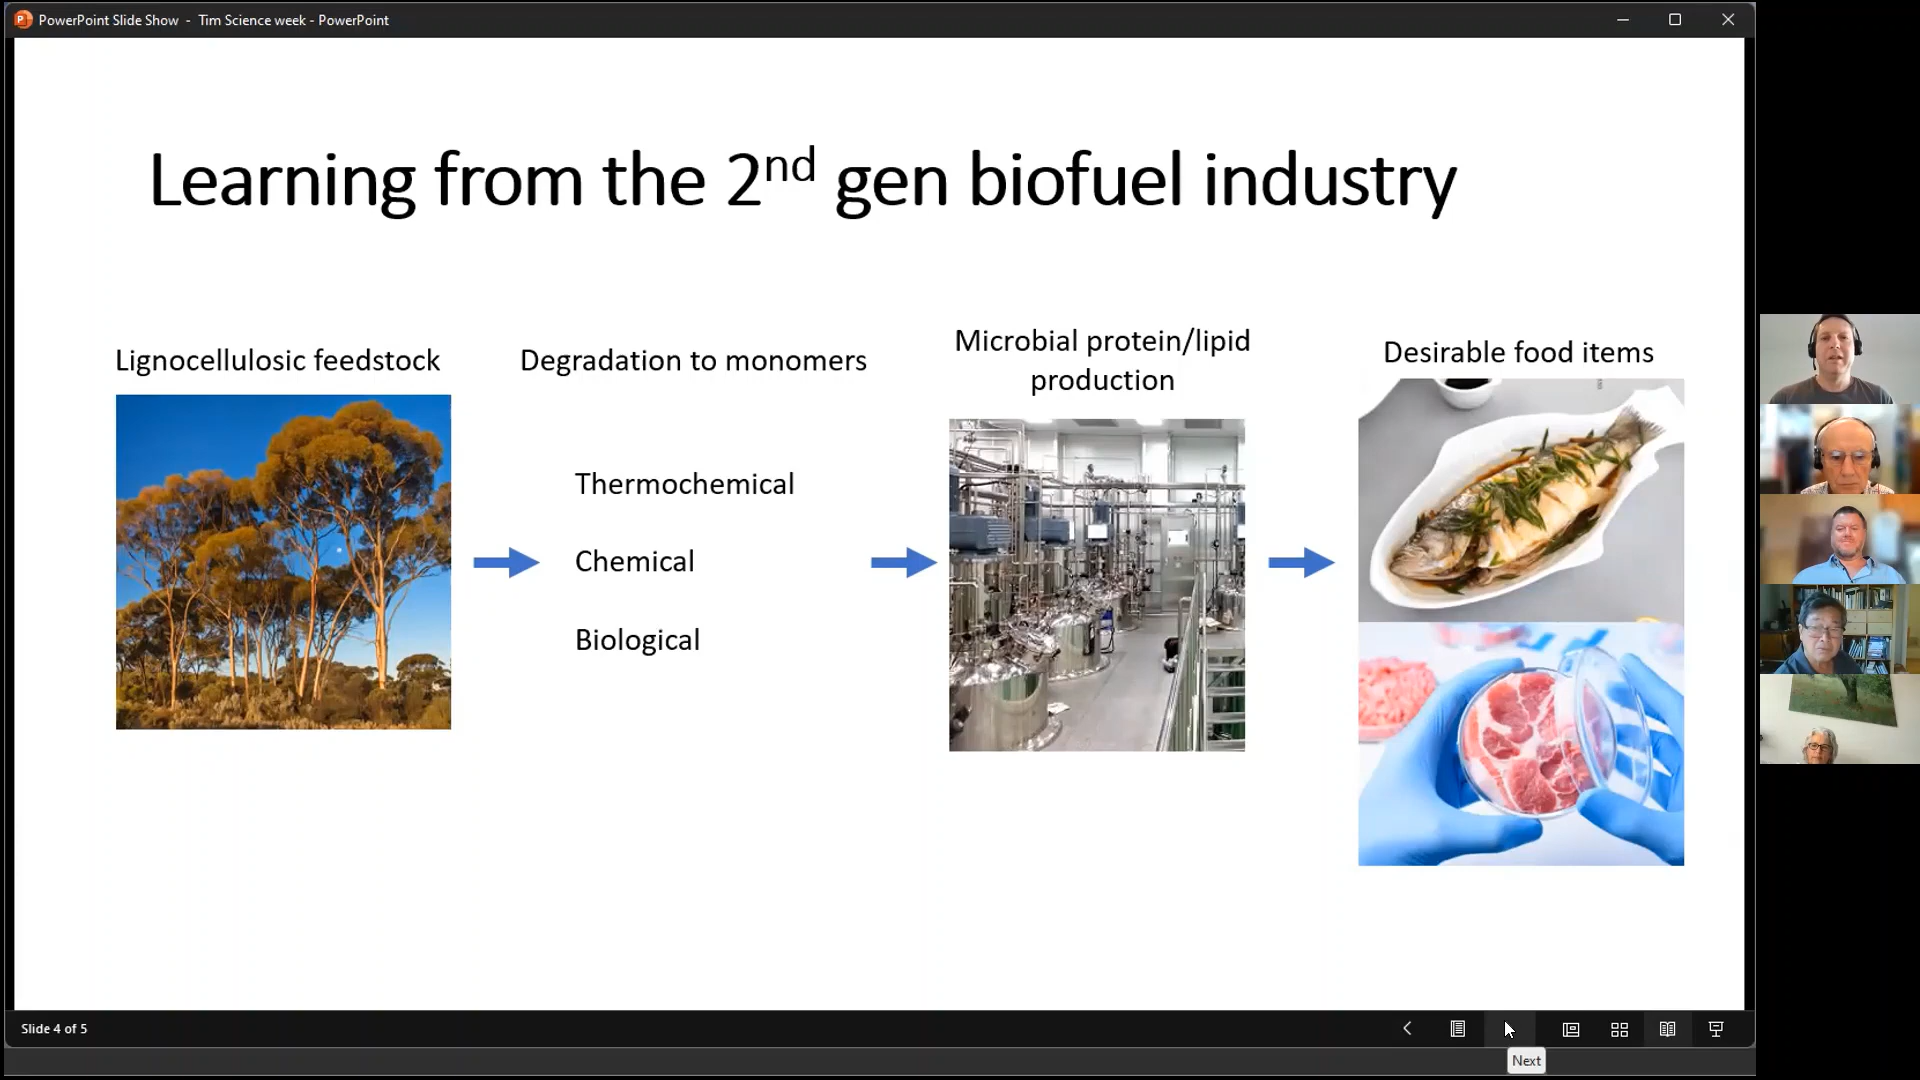 PowerPoint Slide Show - Tim Science week - PowerPoint
Learning from the 2nd gen biofuel industry
Lignocellulosic feedstock
Degradation to monomers
Thermochemical
Chemical
Biological
Microbial protein/lipid
production
Desirable food items
Slide 4 of 5
Next